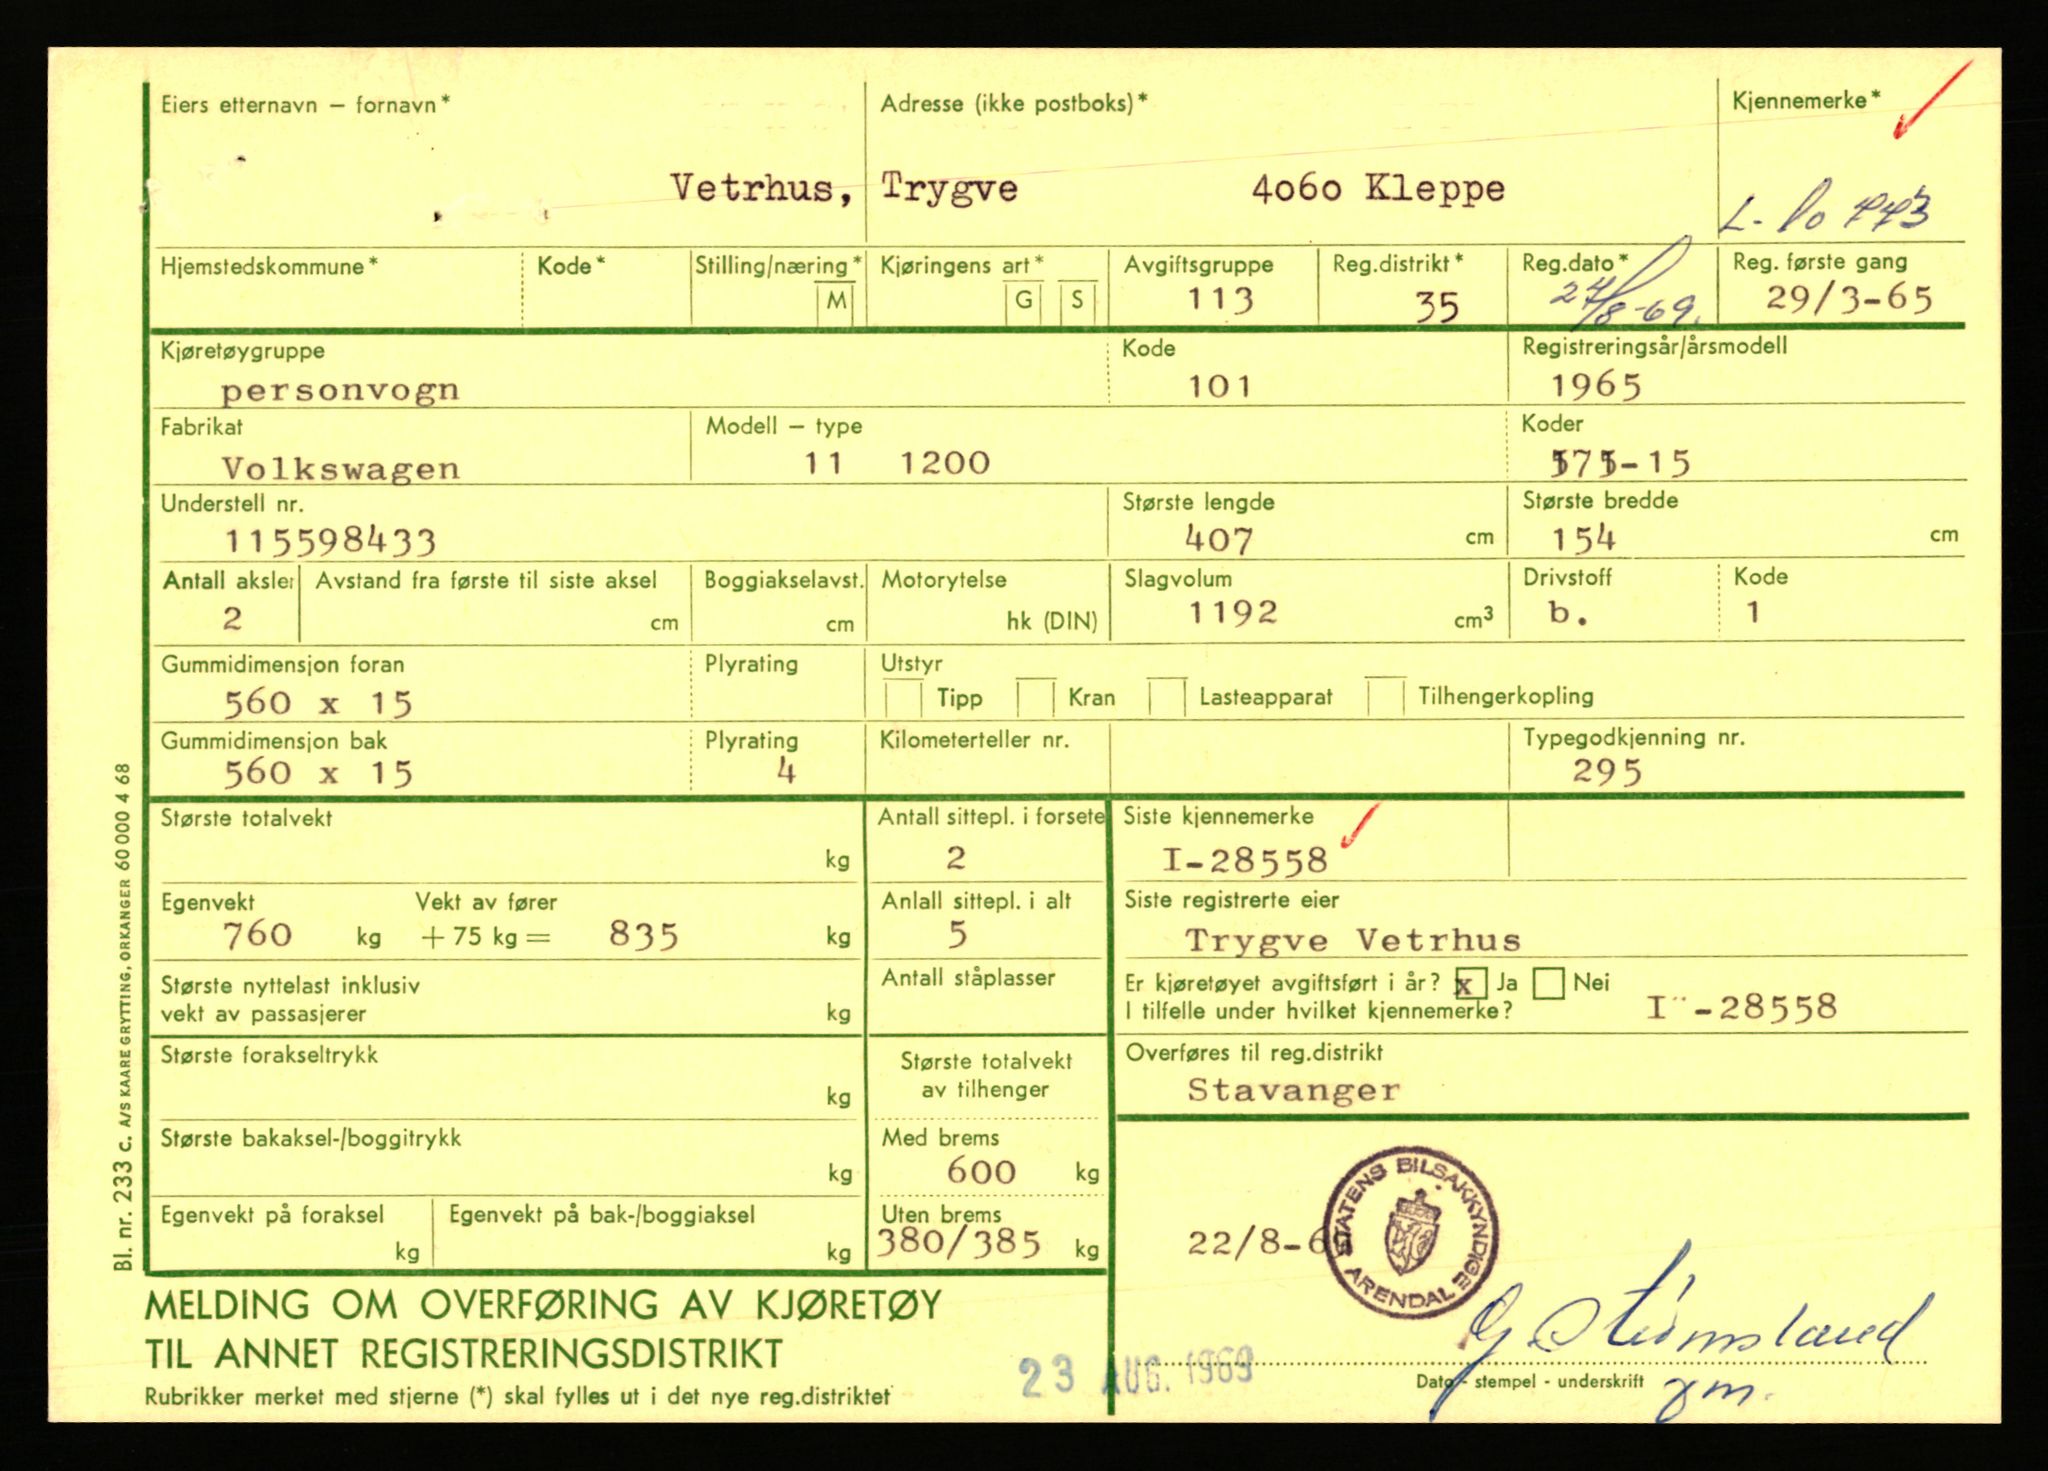 Eiers etternavn – fornavn* Adresse (ikke postboks)* Kjennemerke*
Vetrhus, Trygve 4060 Kleppe
Hjemstedskommune* Kode* Stilling/næring* Kjøringens art* Avgiftsgruppe Reg.distrikt* Reg.dato* Reg. første gang
M G S 113 35 29/3-65
Kjøretøygruppe Kode Registreringsår/årsmodell
personvogn 101 1965
Fabrikat Modell – type Koder
Volkswagen 11 1200
Understell nr. Største lengde Største bredde
115598433 407 cm 154 cm
Antall aksler Avstand fra første til siste aksel Boggiakselavst. Motorytelse Slagvolum Drivstoff Kode
2 cm cm hk (DIN) 1192 cm³ b. 1
Gummidimensjon foran Plyrating Utstyr
560 x 15 Tipp Kran Lasteapparat Tilhengerkopling
Gummidimensjon bak Plyrating Kilometerteller nr. Typegodkjenning nr.
560 x 15 4 295
Største totalvekt Antall sittepl. i forsete Siste kjennemerke
kg 2 I-28558
Egenvekt Vekt av fører Anlall sittepl. i alt Siste registrerte eier
760 kg + 75 kg = 835 kg 5 Trygve Vetrhus
Største nyttelast inklusiv Antall ståplasser Er kjøretøyet avgiftsført i år? x Ja Nei
vekt av passasjerer kg I tilfelle under hvilket kjennemerke? I -28558
Største forakseltrykk Største totalvekt Overføres til reg.distrikt
kg av tilhenger Stavanger
Største bakaksel-/boggitrykk Med brems
kg 600 kg
Egenvekt på foraksel Egenvekt på bak-/boggiaksel Uten brems
kg kg 380/385 kg 22/8-6
STATENS BILSAKKYNDIGE ARENDAL
MELDING OM OVERFØRING AV KJØRETØY
TIL ANNET REGISTRERINGSDISTRIKT
23 AUG. 1969
Dato - stempel - underskrift
Rubrikker merket med stjerne (*) skal fylles ut i det nye reg.distriktet
Bl. nr. 233 c. A/S KAARE GRYTTING, ORKANGER 60 000 4 68